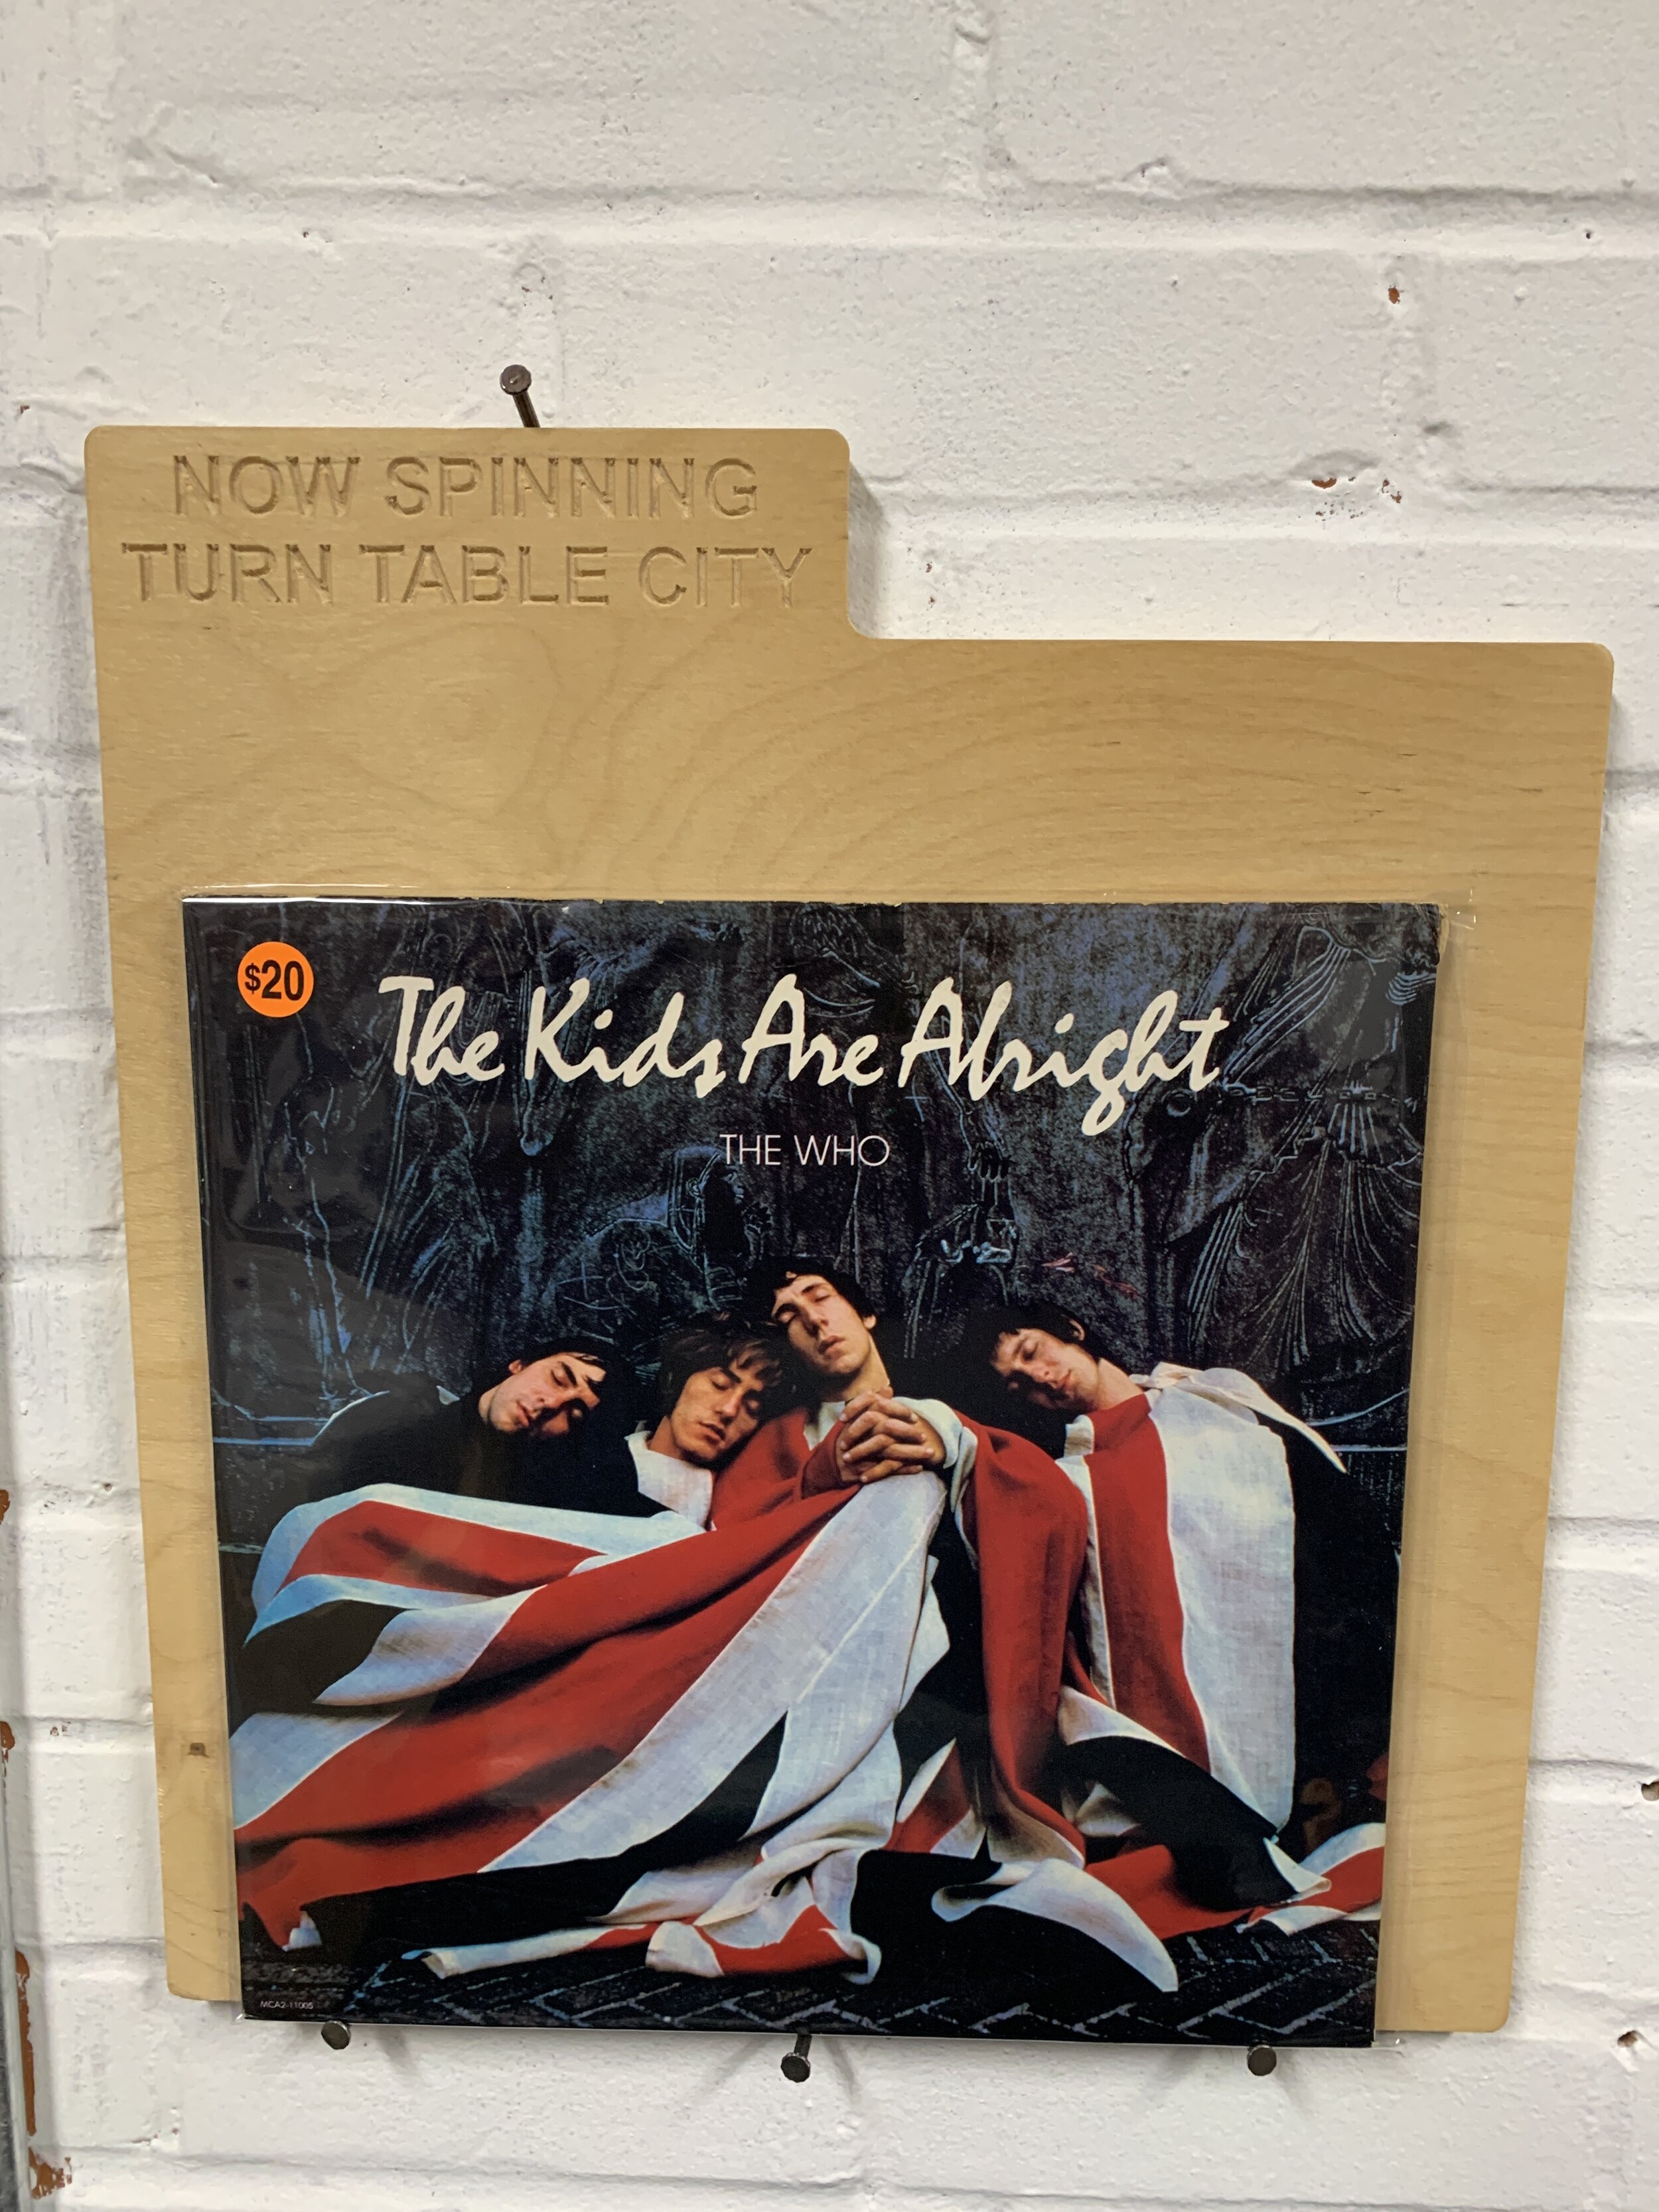 NOW SPINNING
TURN TABLE CITY
$20
The Kids Are Alright
THE WHO
MCA2-11005